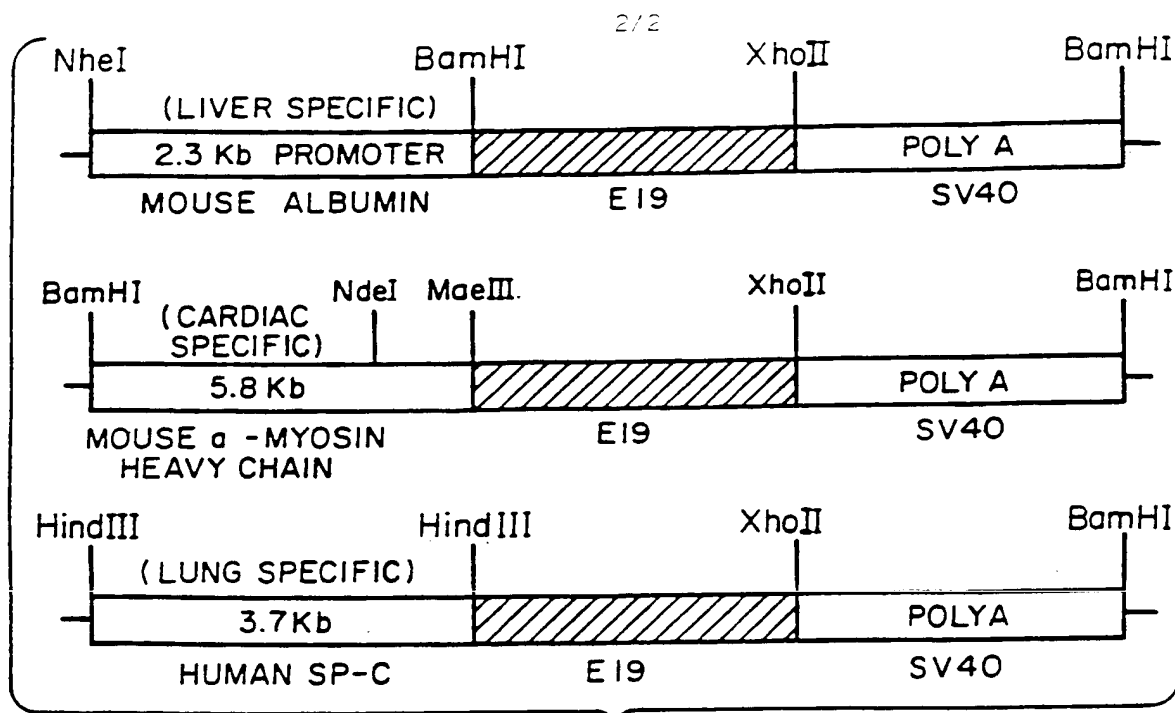 2/2
NheI BamHI XhoII BamHI
(LIVER SPECIFIC)
2.3 Kb PROMOTER POLY A
MOUSE ALBUMIN E19 SV40
BamHI NdeI MaeIII. XhoII BamHI
(CARDIAC
SPECIFIC)
5.8 Kb POLY A
MOUSE a -MYOSIN
HEAVY CHAIN
E19 SV40
HindIII HindIII XhoII BamHI
(LUNG SPECIFIC)
3.7Kb POLYA
HUMAN SP-C E19 SV40